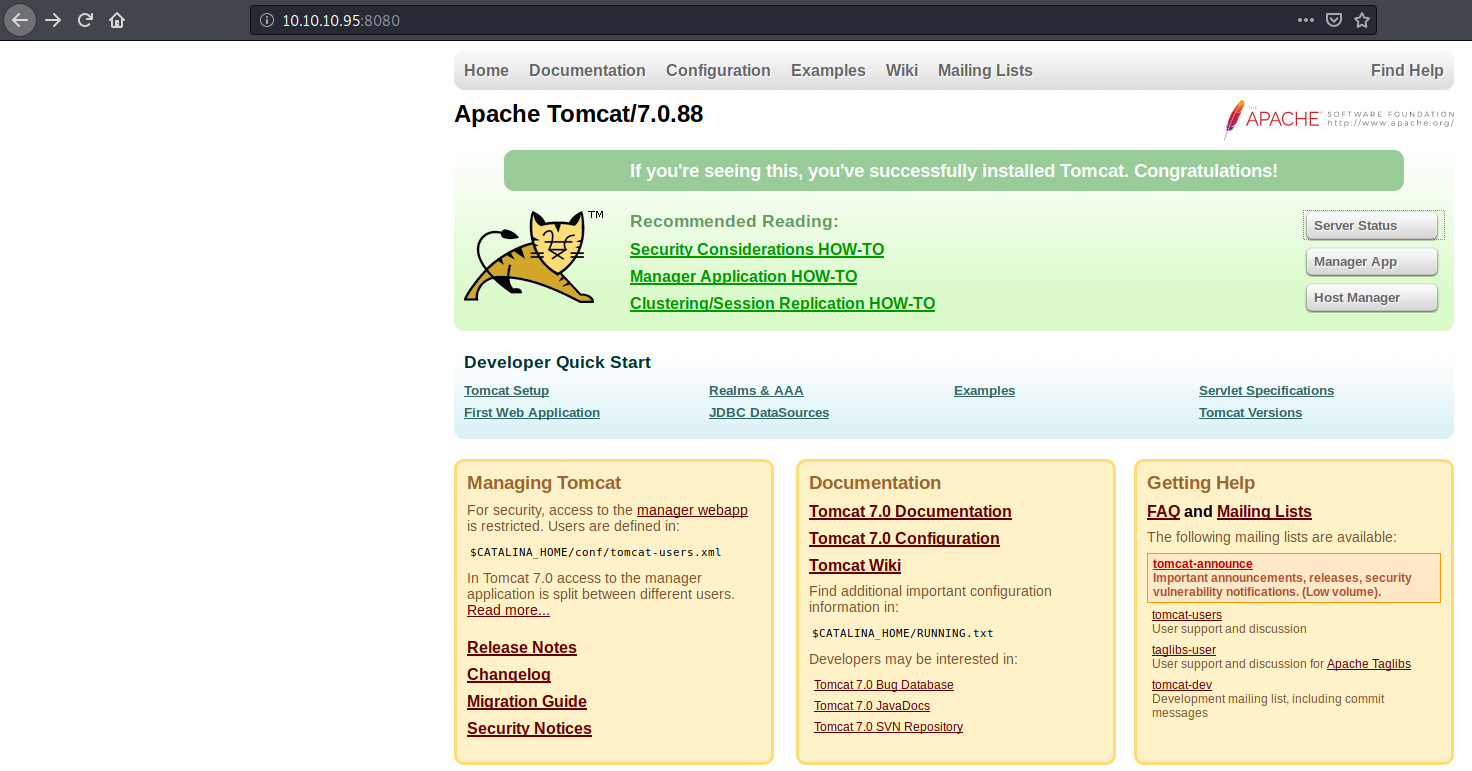 10.10.10.95:8080
Home Documentation Configuration Examples Wiki Mailing Lists Find Help
Apache Tomcat/7.0.88
THE
APACHE™ SOFTWARE FOUNDATION
http://www.apache.org/
If you're seeing this, you've successfully installed Tomcat. Congratulations!
TM
Recommended Reading:
Security Considerations HOW-TO
Manager Application HOW-TO
Clustering/Session Replication HOW-TO
Server Status
Manager App
Host Manager
Developer Quick Start
Tomcat Setup
First Web Application
Realms & AAA
JDBC DataSources
Examples
Servlet Specifications
Tomcat Versions
Managing Tomcat
For security, access to the manager webapp
is restricted. Users are defined in:
$CATALINA_HOME/conf/tomcat-users.xml
In Tomcat 7.0 access to the manager
application is split between different users.
Read more...
Release Notes
Changelog
Migration Guide
Security Notices
Documentation
Tomcat 7.0 Documentation
Tomcat 7.0 Configuration
Tomcat Wiki
Find additional important configuration
information in:
$CATALINA_HOME/RUNNING.txt
Developers may be interested in:
Tomcat 7.0 Bug Database
Tomcat 7.0 JavaDocs
Tomcat 7.0 SVN Repository
Getting Help
FAQ and Mailing Lists
The following mailing lists are available:
tomcat-announce
Important announcements, releases, security
vulnerability notifications. (Low volume).
tomcat-users
User support and discussion
taglibs-user
User support and discussion for Apache Taglibs
tomcat-dev
Development mailing list, including commit
messages